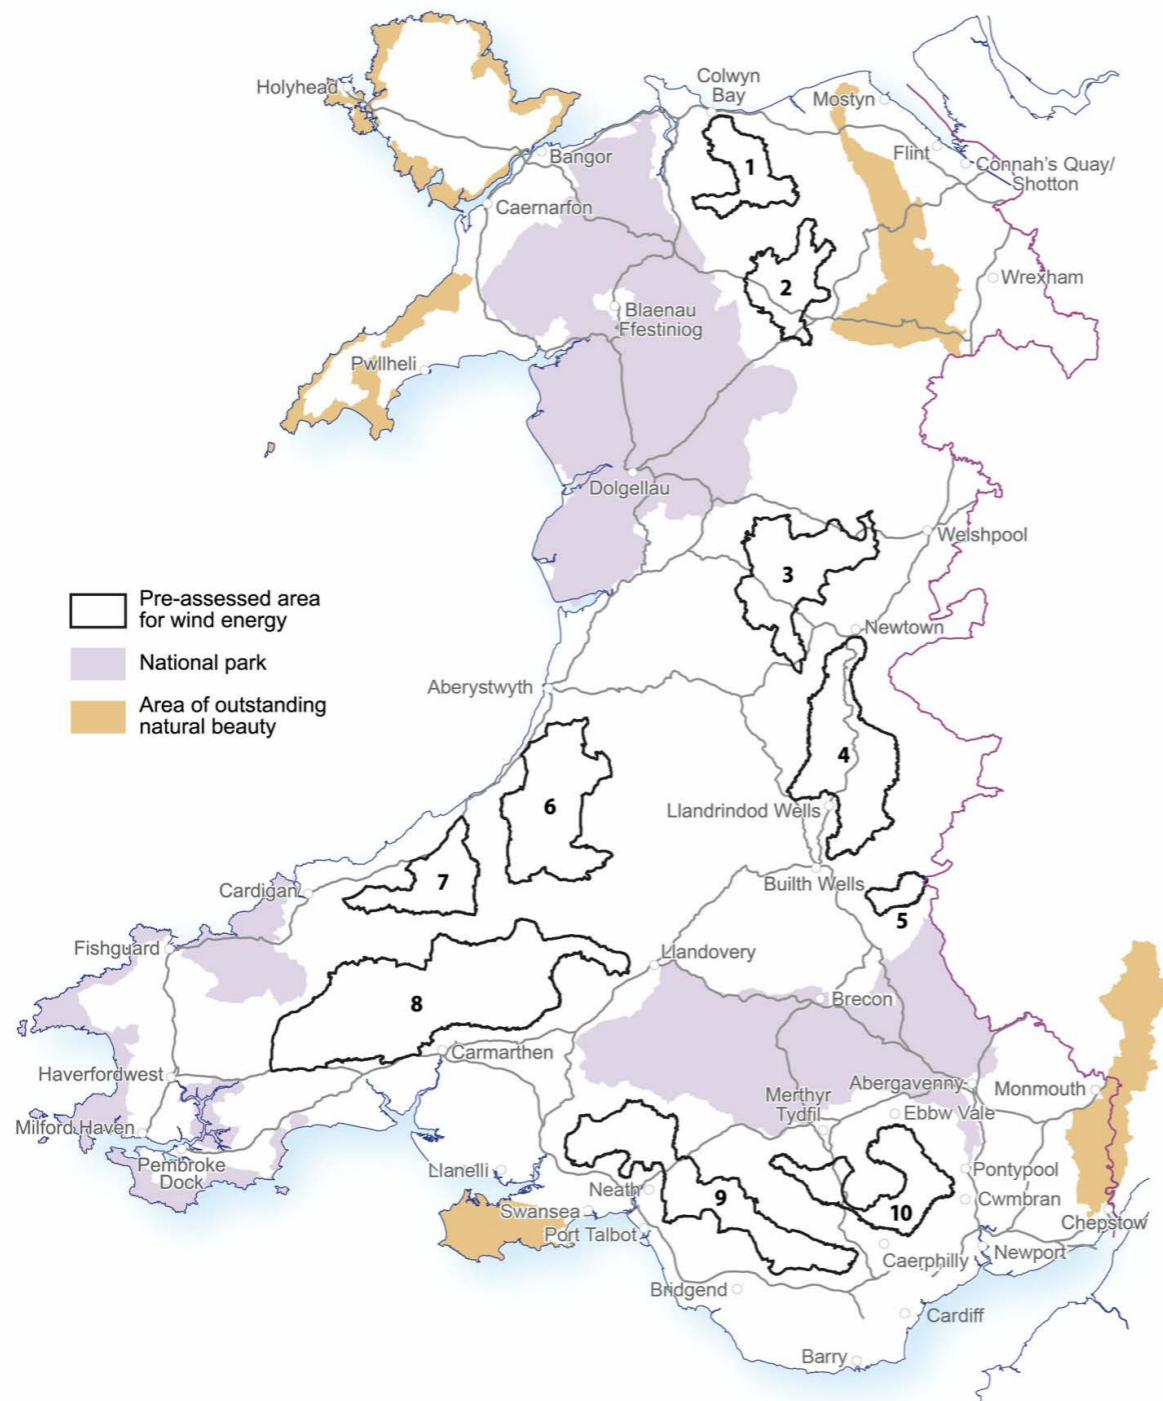 Holyhead
Colwyn
Bay
Mostyn
Bangor
Flint
Connah's Quay/
Shotton
1
Caernarfon
Wrexham
2
Blaenau
Ffestiniog
Pwllheli
Dolgellau
Welshpool
3
Pre-assessed area
for wind energy
Newtown
National park
Aberystwyth
Area of outstanding
natural beauty
4
6
Llandrindod Wells
7
Builth Wells
Cardigan
5
Fishguard
Llandovery
8
Brecon
Carmarthen
Haverfordwest
Abergavenny
Monmouth
Merthyr
Tydfil
Ebbw Vale
Milford Haven
Pembroke
Dock
Llanelli
Pontypool
Neath
9
Cwmbran
10
Swansea
Chepstow
Port Talbot
Caerphilly
Newport
Bridgend
Cardiff
Barry